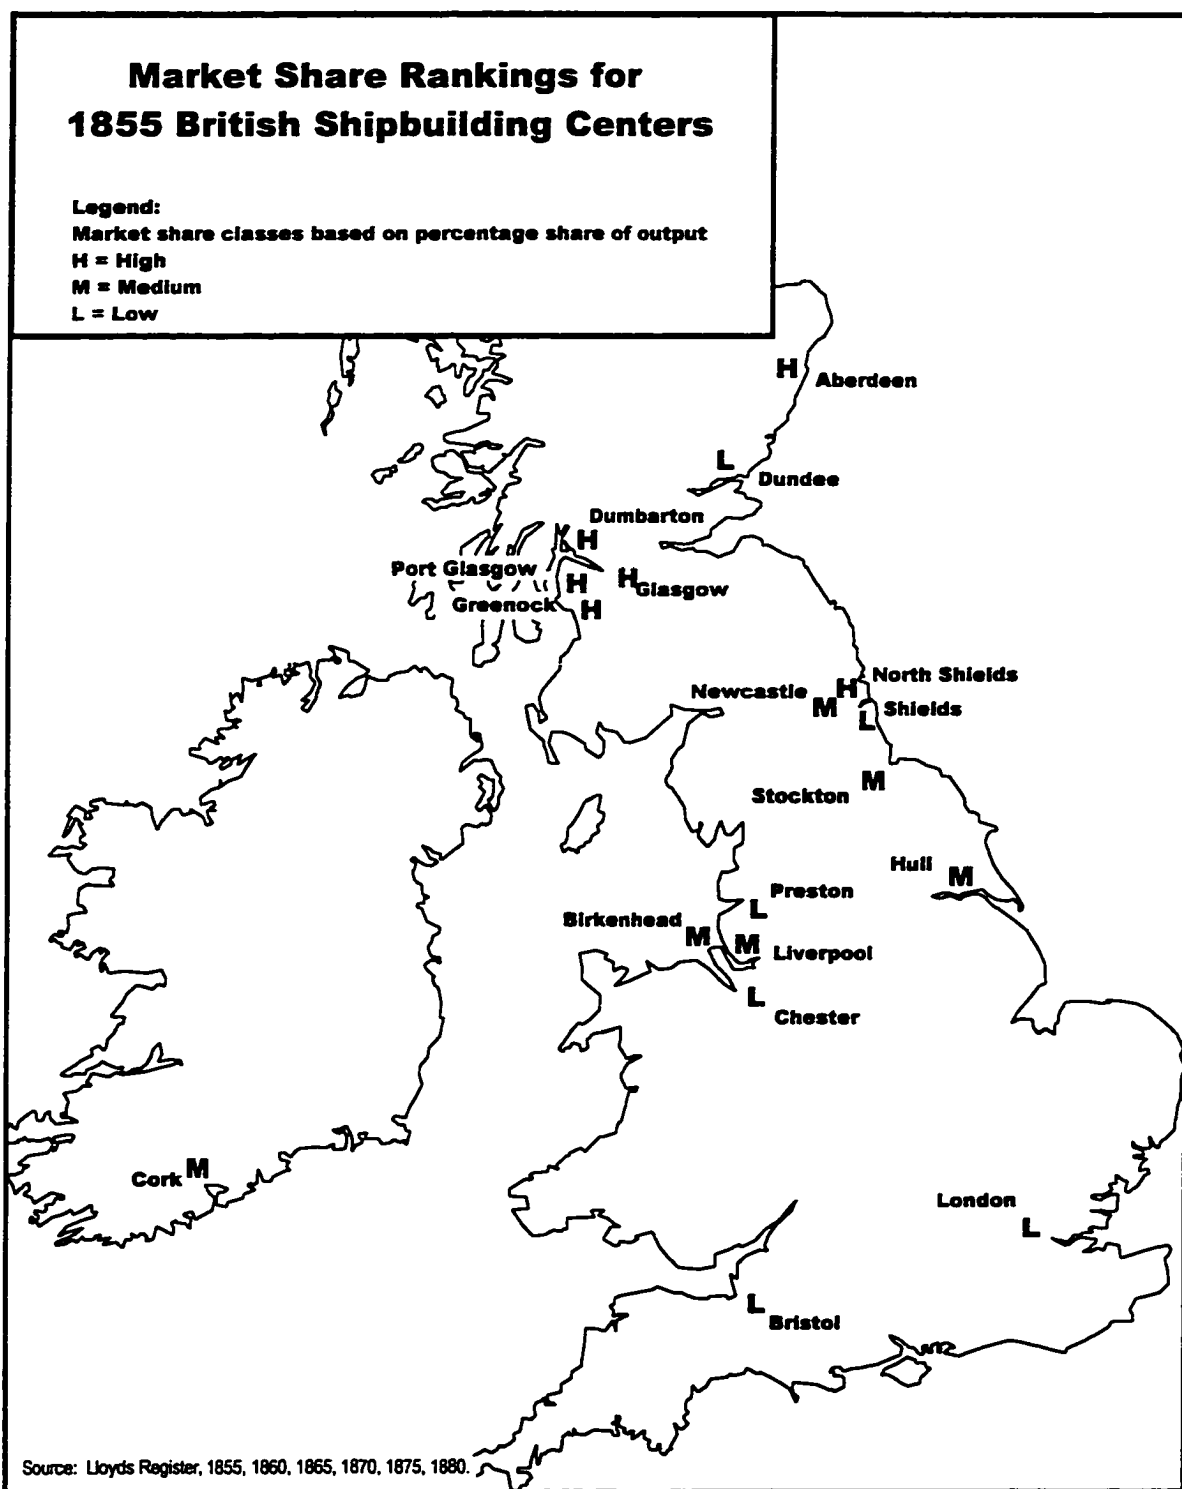 Market Share Rankings for
1855 British Shipbuilding Centers
Legend:
Market share classes based on percentage share of output
H = High
M = Medium
L = Low
H
Aberdeen
L
Dundee
Dumbarton
H
Port Glasgow
H
H
Glasgow
Greenock
H
North Shields
Newcastle
H
M
Shields
L
M
Stockton
Hull
M
Preston
L
Birkenhead
M
M
Liverpool
L
Chester
Cork
M
London
L
L
Bristol
Source: Lloyds Register, 1855, 1860, 1865, 1870, 1875, 1880.